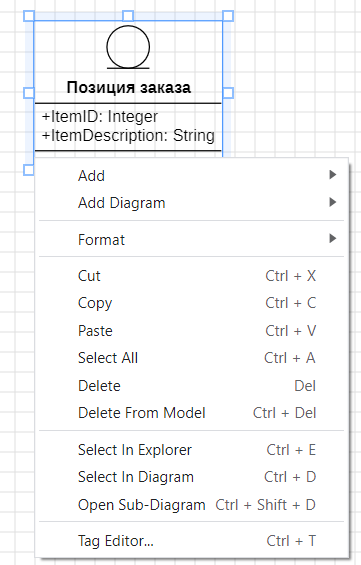 Позиция заказа
+ItemID: Integer
+ItemDescription: String
Add
Add Diagram
Format
Cut Ctrl + X
Copy Ctrl + C
Paste Ctrl + V
Select All Ctrl + A
Delete Del
Delete From Model Ctrl + Del
Select In Explorer Ctrl + E
Select In Diagram Ctrl + D
Open Sub-Diagram Ctrl + Shift + D
Tag Editor... Ctrl + T